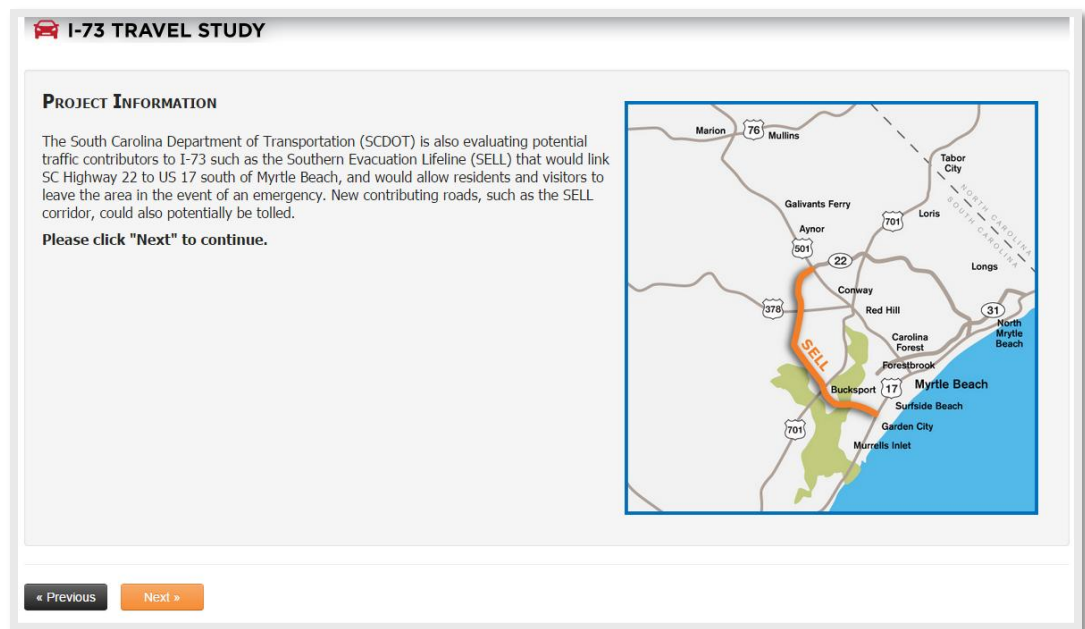 I-73 TRAVEL STUDY
PROJECT INFORMATION
The South Carolina Department of Transportation (SCDOT) is also evaluating potential
traffic contributors to I-73 such as the Southern Evacuation Lifeline (SELL) that would link
SC Highway 22 to US 17 south of Myrtle Beach, and would allow residents and visitors to
leave the area in the event of an emergency. New contributing roads, such as the SELL
corridor, could also potentially be tolled.
Please click "Next" to continue.
Marion
76
Mullins
Tabor
City
NORTH CAROLINA
SOUTH CAROLINA
Galivants Ferry
701
Loris
Aynor
501
22
Longs
Conway
378
Red Hill
31
North
Mrytle
Beach
Carolina
Forest
SELL
Forestbrook
Bucksport
17
Myrtle Beach
Surfside Beach
Garden City
701
Murrells Inlet
« Previous
Next »